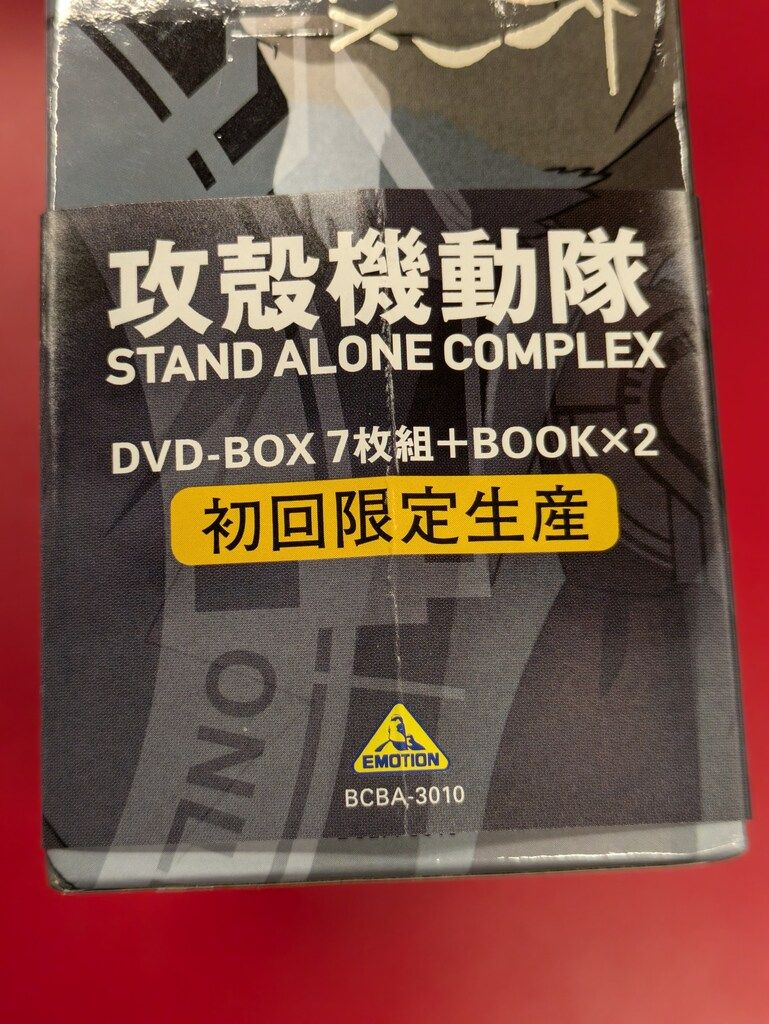 攻殻機動隊
STAND ALONE COMPLEX
DVD-BOX 7枚組＋BOOK×2
初回限定生産
EMOTION
BCBA-3010